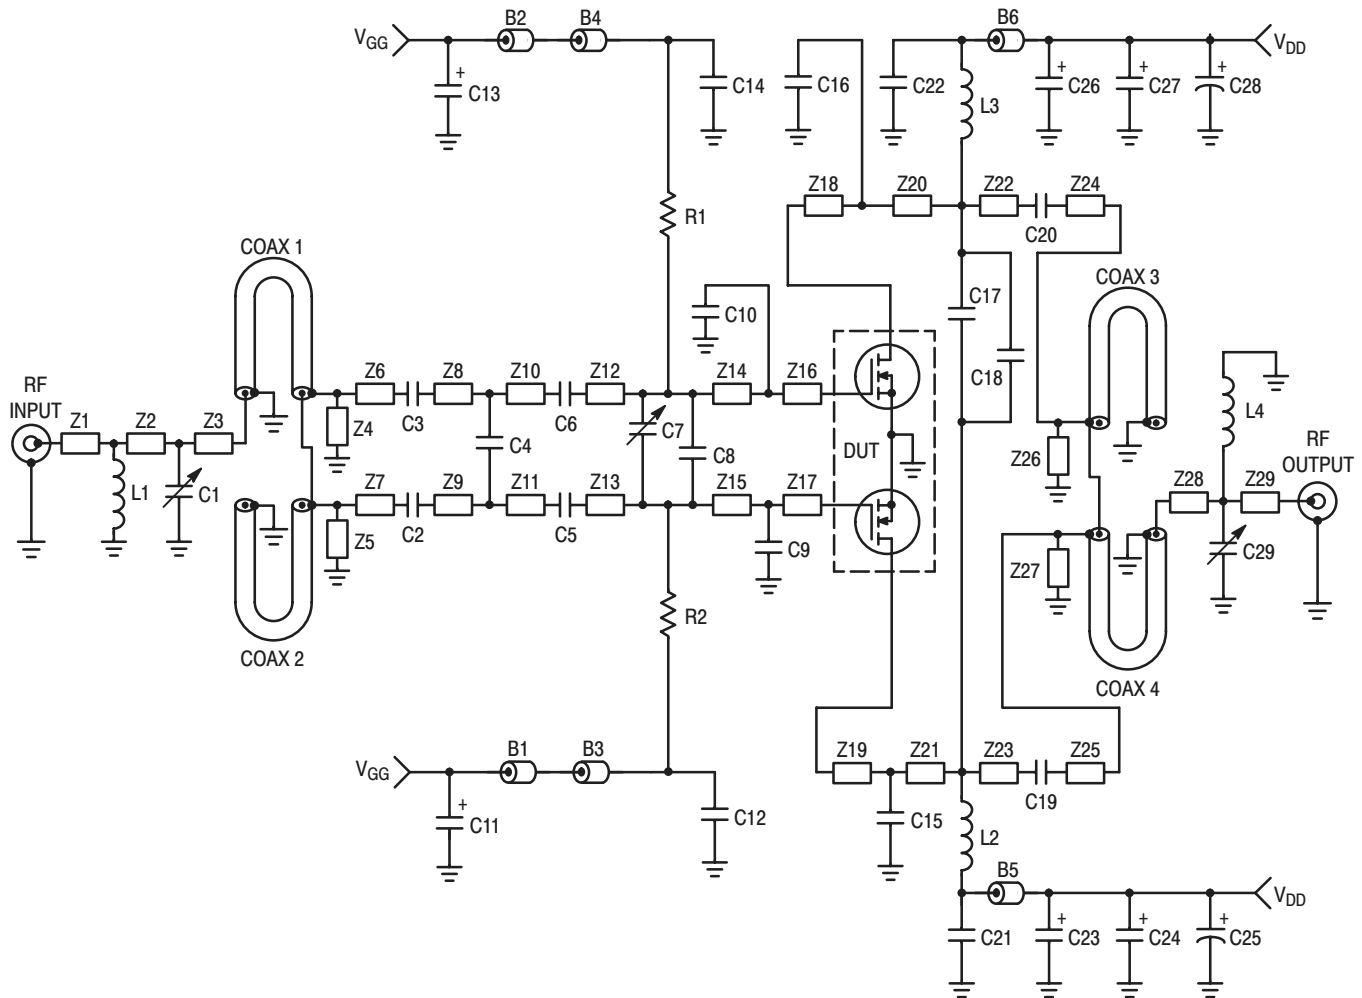 V_GG
B2
B4
C13
C14
C16
C22
L3
B6
V_DD
C26
C27
C28
R1
Z18
Z20
Z22
Z24
C20
COAX 1
C10
C17
C18
COAX 3
RF
INPUT
Z1
Z2
Z3
L1
C1
Z4
Z6
C3
Z8
Z10
C6
Z12
C7
Z14
Z16
C4
C8
DUT
Z5
Z7
C2
Z9
Z11
C5
Z13
Z15
Z17
C9
Z26
Z27
L4
Z28
Z29
RF
OUTPUT
C29
COAX 2
R2
COAX 4
V_GG
B1
B3
C11
C12
Z19
Z21
Z23
Z25
C19
C15
L2
B5
V_DD
C21
C23
C24
C25